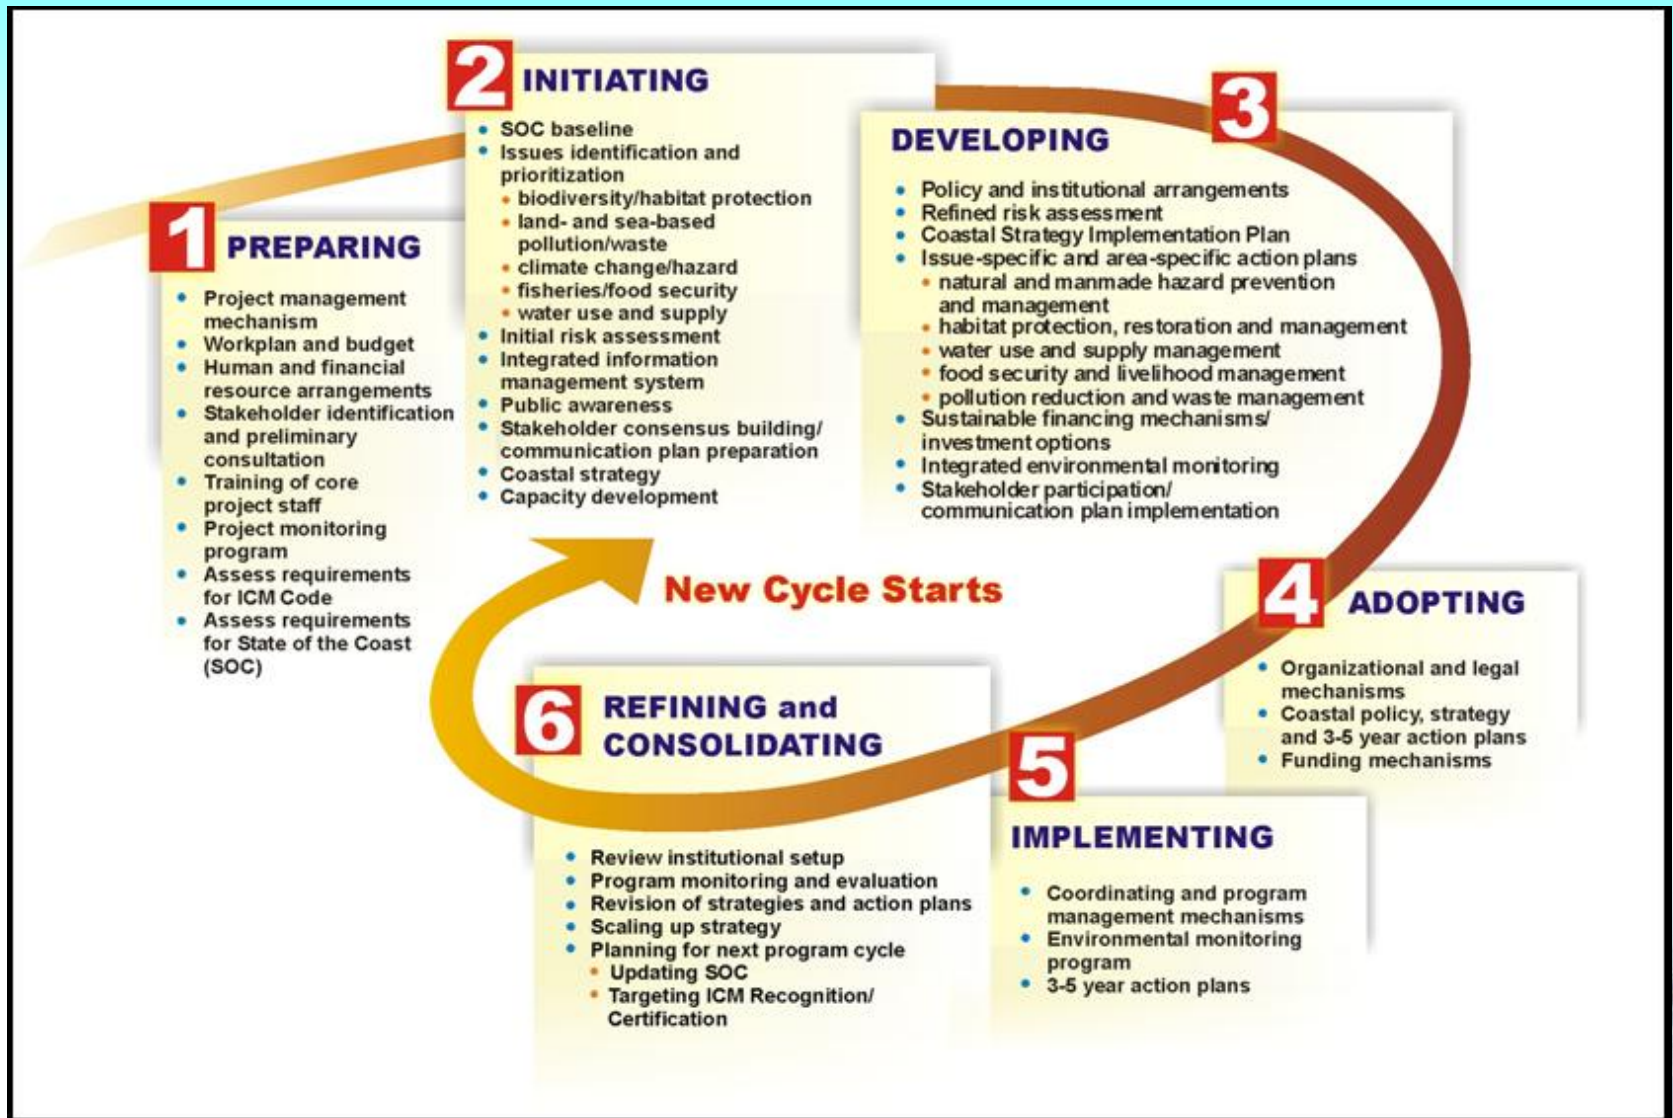 1
PREPARING
Project management
mechanism
Workplan and budget
Human and financial
resource arrangements
Stakeholder identification
and preliminary
consultation
Training of core
project staff
Project monitoring
program
Assess requirements
for ICM Code
Assess requirements
for State of the Coast
(SOC)
2
INITIATING
SOC baseline
Issues identification and
prioritization
biodiversity/habitat protection
land- and sea-based
pollution/waste
climate change/hazard
fisheries/food security
water use and supply
Initial risk assessment
Integrated information
management system
Public awareness
Stakeholder consensus building/
communication plan preparation
Coastal strategy
Capacity development
3
DEVELOPING
Policy and institutional arrangements
Refined risk assessment
Coastal Strategy Implementation Plan
Issue-specific and area-specific action plans
natural and manmade hazard prevention
and management
habitat protection, restoration and management
water use and supply management
food security and livelihood management
pollution reduction and waste management
Sustainable financing mechanisms/
investment options
Integrated environmental monitoring
Stakeholder participation/
communication plan implementation
4
ADOPTING
Organizational and legal
mechanisms
Coastal policy, strategy
and 3-5 year action plans
Funding mechanisms
5
IMPLEMENTING
Coordinating and program
management mechanisms
Environmental monitoring
program
3-5 year action plans
6
REFINING and
CONSOLIDATING
Review institutional setup
Program monitoring and evaluation
Revision of strategies and action plans
Scaling up strategy
Planning for next program cycle
Updating SOC
Targeting ICM Recognition/
Certification
New Cycle Starts